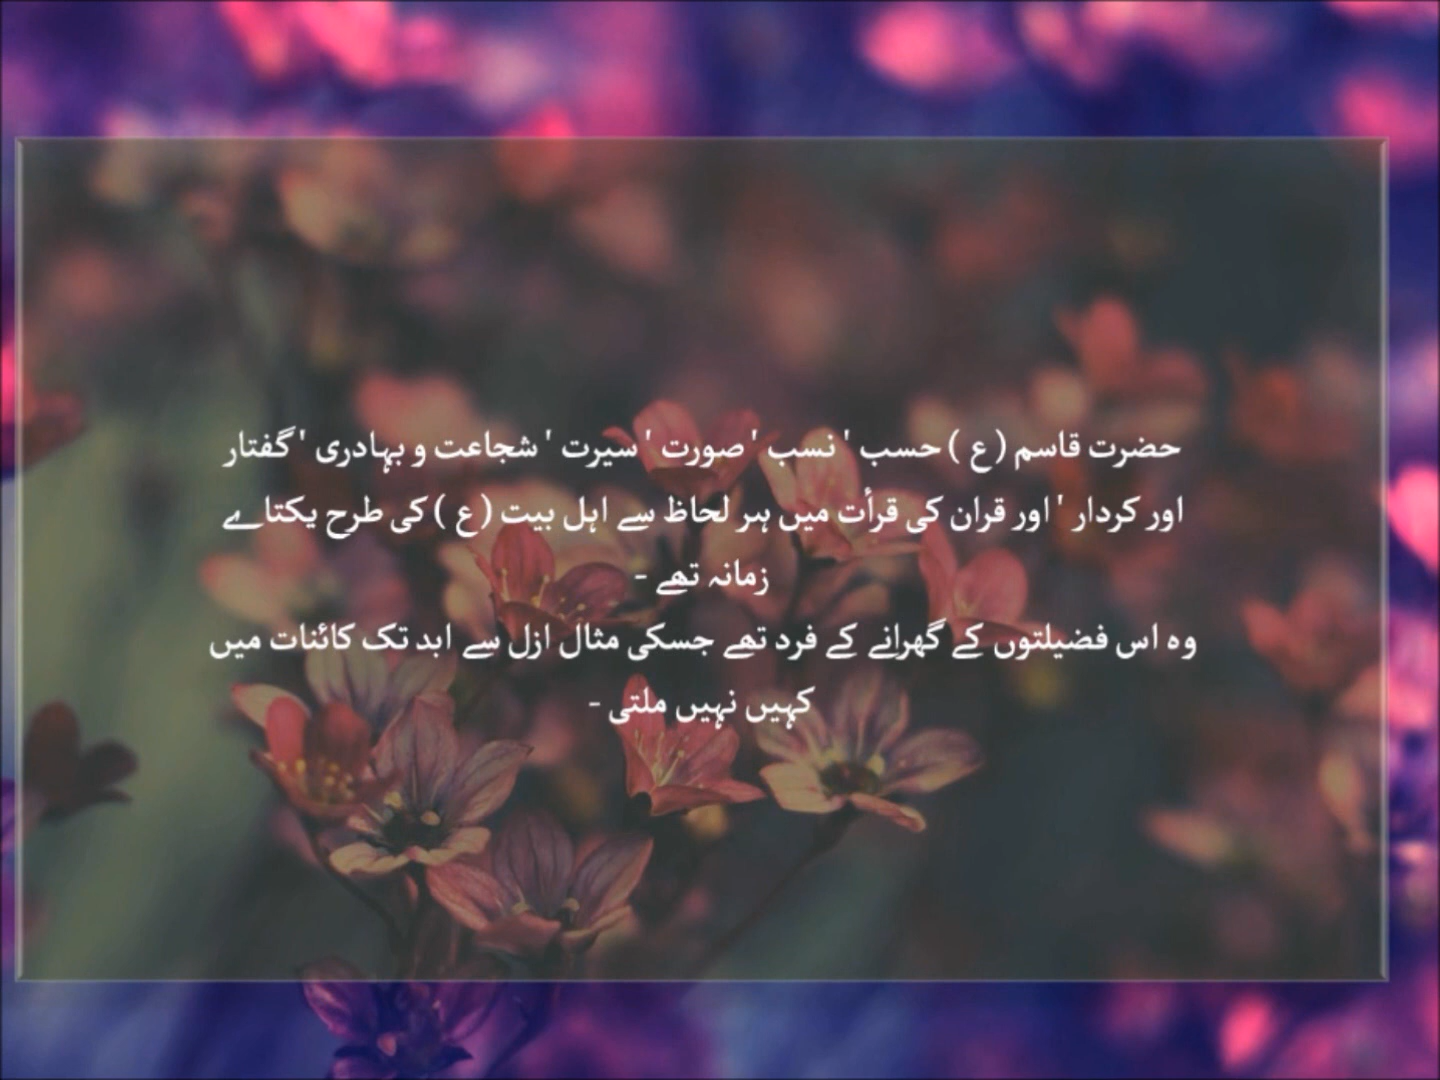 حضرت قاسم (ع) حسب ' نسب ' صورت ' سیرت ' شجاعت و بہادری ' گفتار
اور کردار ' اور قران کی قرأت میں ہر لحاظ سے اہل بیت (ع) کی طرح یکتاے
زمانہ تھے -
وہ اس فضیلتوں کے گھرانے کے فرد تھے جسکی مثال ازل سے ابد تک کائنات میں
کہیں نہیں ملتی -